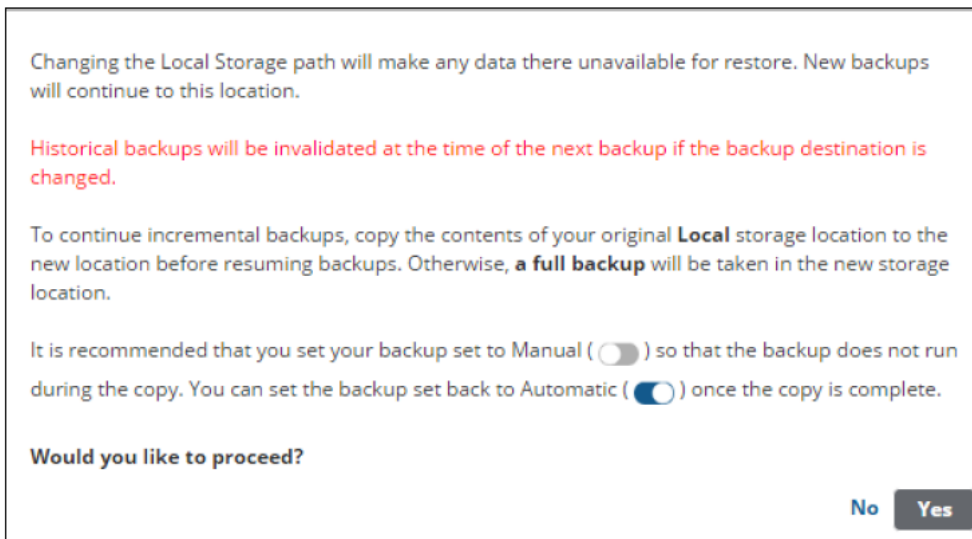 Changing the Local Storage path will make any data there unavailable for restore. New backups
will continue to this location.
Historical backups will be invalidated at the time of the next backup if the backup destination is
changed.
To continue incremental backups, copy the contents of your original Local storage location to the
new location before resuming backups. Otherwise, a full backup will be taken in the new storage
location.
It is recommended that you set your backup set to Manual ( ) so that the backup does not run
during the copy. You can set the backup set back to Automatic ( ) once the copy is complete.
Would you like to proceed?
No Yes